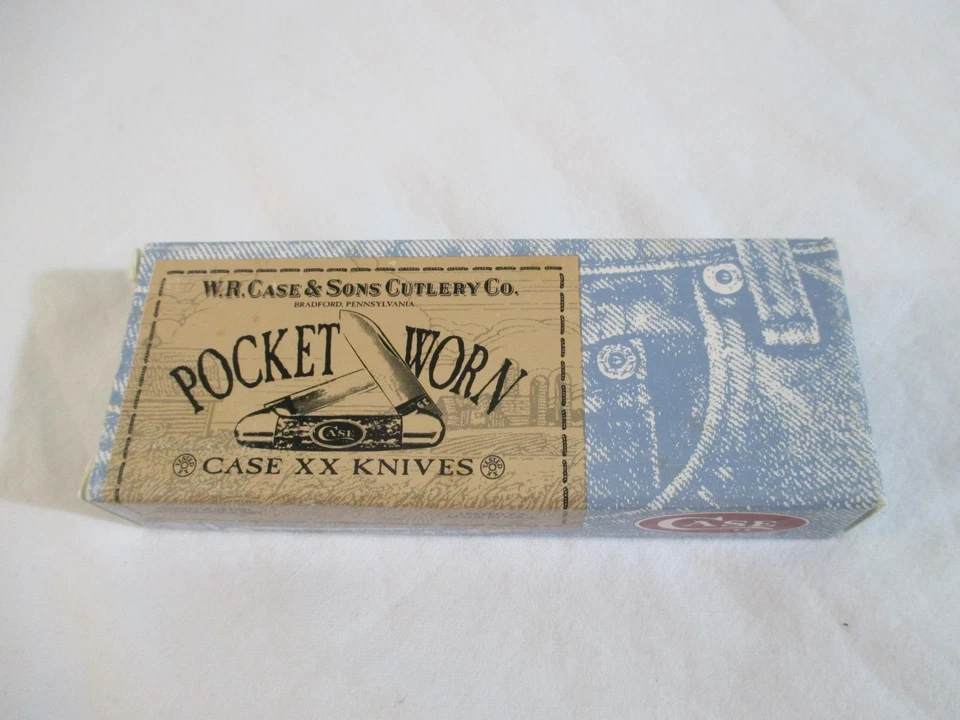 W.R. CASE & SONS CUTLERY CO.
BRADFORD, PENNSYLVANIA
POCKET WORN
CASE
CASE XX KNIVES
CASE